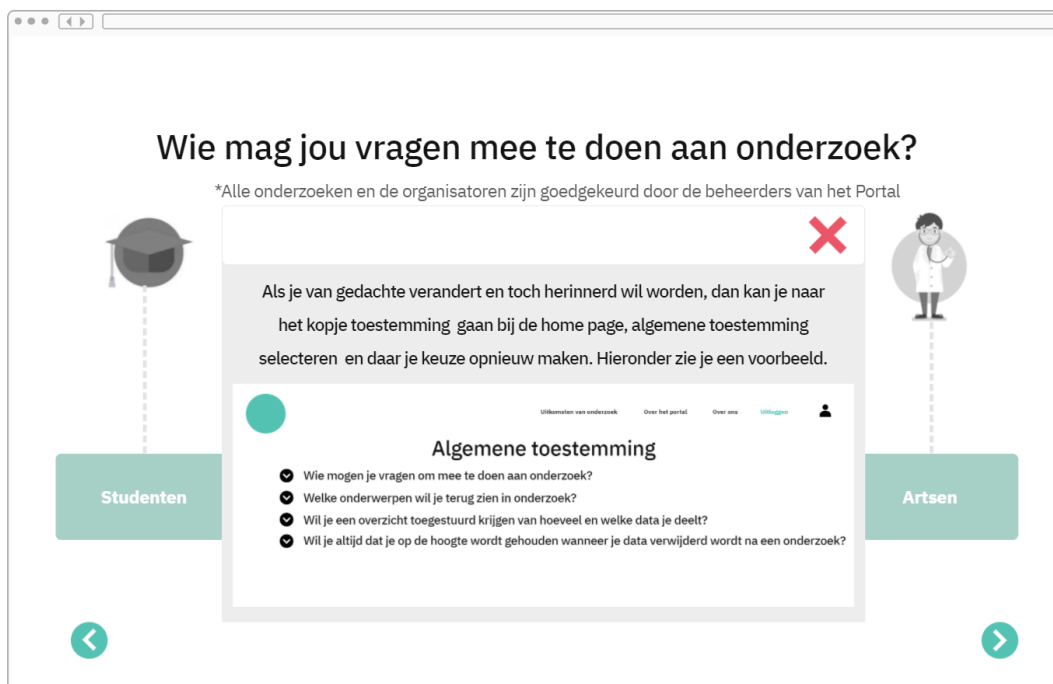 Wie mag jou vragen mee te doen aan onderzoek?
*Alle onderzoeken en de organisatoren zijn goedgekeurd door de beheerders van het Portal
Als je van gedachte verandert en toch herinnerd wil worden, dan kan je naar
het kopje toestemming gaan bij de home page, algemene toestemming
selecteren en daar je keuze opnieuw maken. Hieronder zie je een voorbeeld.
Uitkomsten van onderzoek Over het portal Over ons Uitloggen
Algemene toestemming
Wie mogen je vragen om mee te doen aan onderzoek?
Welke onderwerpen wil je terug zien in onderzoek?
Wil je een overzicht toegestuurd krijgen van hoeveel en welke data je deelt?
Wil je altijd dat je op de hoogte wordt gehouden wanneer je data verwijderd wordt na een onderzoek?
Studenten
Artsen